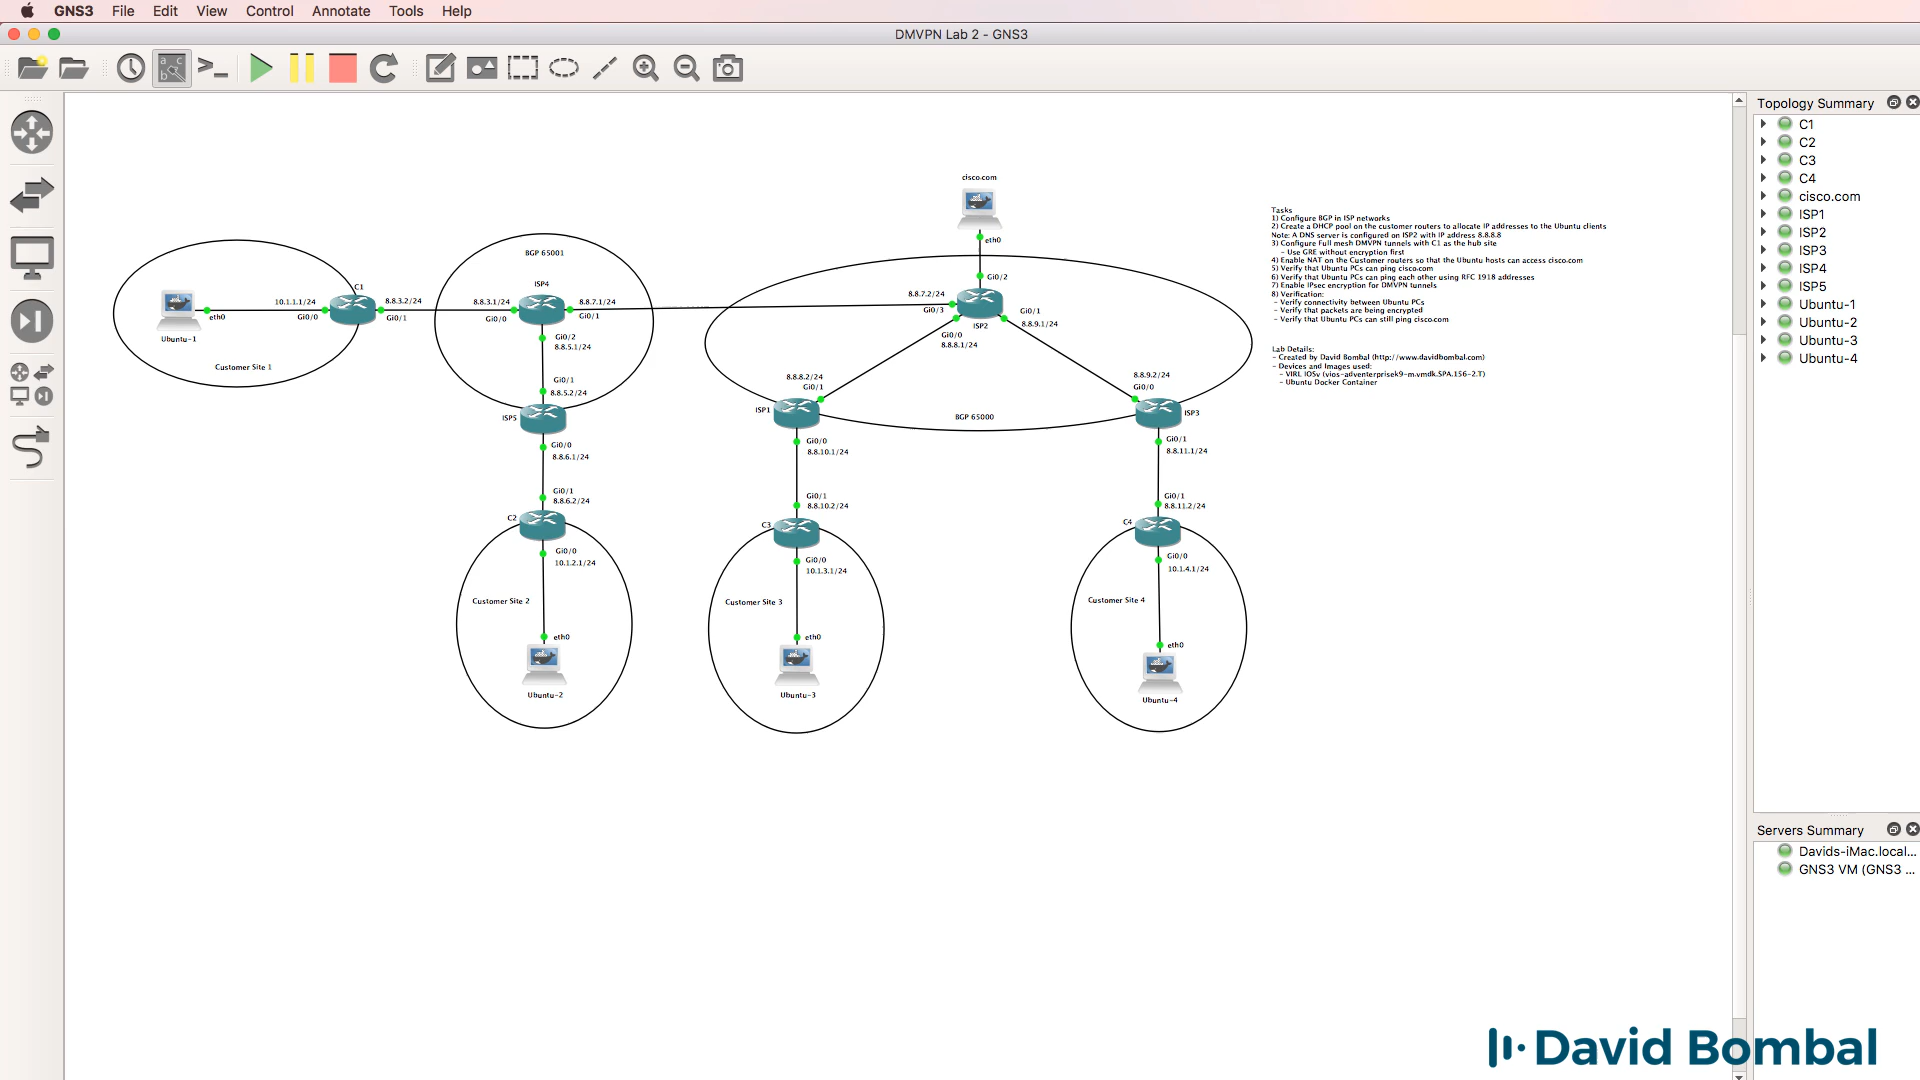 GNS3 File Edit View Control Annotate Tools Help
DMVPN Lab 2 - GNS3
Topology Summary
C1
C2
C3
C4
cisco.com
ISP1
ISP2
ISP3
ISP4
ISP5
Ubuntu-1
Ubuntu-2
Ubuntu-3
Ubuntu-4
Servers Summary
Davids-iMac.local...
GNS3 VM (GNS3 ...
cisco.com
eth0
Gi0/2
8.8.7.2/24
Gi0/3
ISP2
Gi0/1
8.8.9.1/24
Gi0/0
8.8.8.1/24
BGP 65001
ISP4
8.8.3.1/24
Gi0/0
8.8.7.1/24
Gi0/1
Gi0/2
8.8.5.1/24
C1
10.1.1.1/24
Gi0/0
8.8.3.2/24
Gi0/1
eth0
Ubuntu-1
Customer Site 1
Gi0/1
8.8.5.2/24
ISP5
Gi0/0
8.8.6.1/24
Gi0/1
8.8.6.2/24
C2
Gi0/0
10.1.2.1/24
Customer Site 2
eth0
Ubuntu-2
8.8.8.2/24
Gi0/1
ISP1
BGP 65000
Gi0/0
8.8.10.1/24
Gi0/1
8.8.10.2/24
C3
Gi0/0
10.1.3.1/24
Customer Site 3
eth0
Ubuntu-3
8.8.9.2/24
Gi0/0
ISP3
Gi0/1
8.8.11.1/24
Gi0/1
8.8.11.2/24
C4
Gi0/0
10.1.4.1/24
Customer Site 4
eth0
Ubuntu-4
Tasks
1) Configure BGP in ISP networks
2) Create a DHCP pool on the customer routers to allocate IP addresses to the Ubuntu clients
Note: A DNS server is configured on ISP2 with IP address 8.8.8.8
3) Configure Full mesh DMVPN tunnels with C1 as the hub site
- Use GRE without encryption first
4) Enable NAT on the Customer routers so that the Ubuntu hosts can access cisco.com
5) Verify that Ubuntu PCs can ping cisco.com
6) Verify that Ubuntu PCs can ping each other using RFC 1918 addresses
7) Enable IPsec encryption for DMVPN tunnels
8) Verification:
- Verify connectivity between Ubuntu PCs
- Verify that packets are being encrypted
- Verify that Ubuntu PCs can still ping cisco.com
Lab Details:
- Created by David Bombal (http://www.davidbombal.com)
- Devices and Images used:
- VIRL IOSv (vios-adventerprisek9-m.vmdk.SPA.156-2.T)
- Ubuntu Docker Container
David Bombal